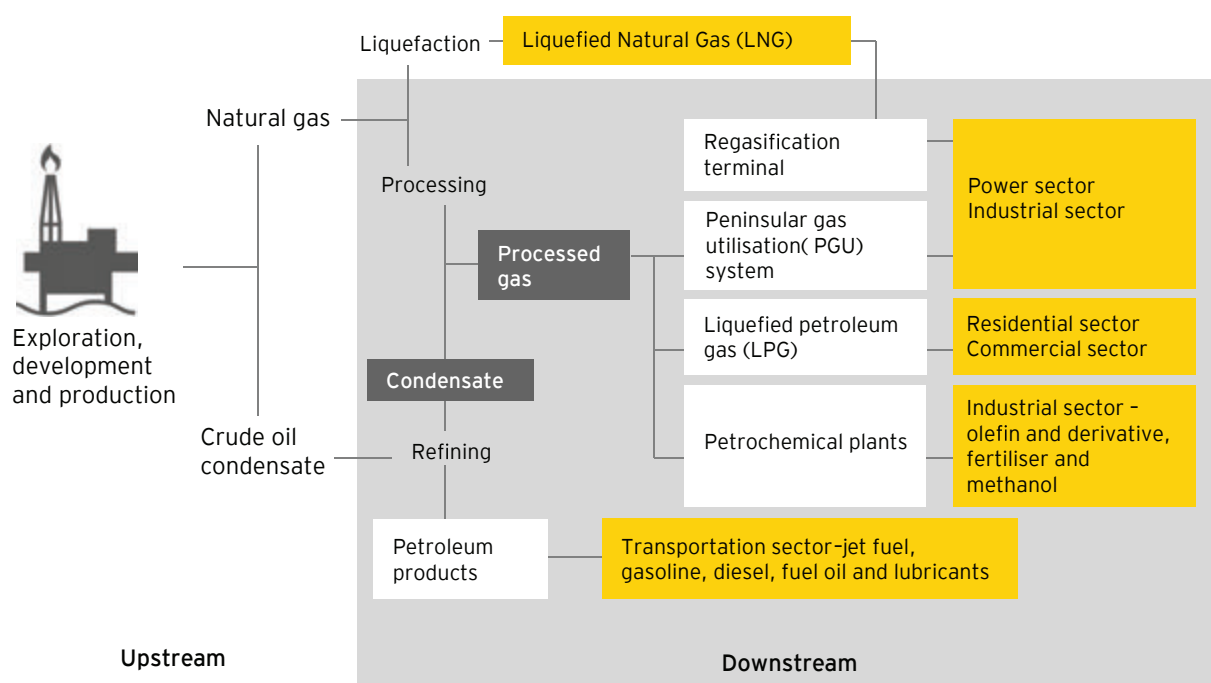 Liquefaction
Liquefied Natural Gas (LNG)
Natural gas
Regasification
terminal
Power sector
Industrial sector
Processing
Peninsular gas
utilisation( PGU)
system
Processed
gas
Exploration,
development
and production
Liquefied petroleum
gas (LPG)
Residential sector
Commercial sector
Condensate
Crude oil
condensate
Refining
Petrochemical plants
Industrial sector –
olefin and derivative,
fertiliser and
methanol
Petroleum
products
Transportation sector–jet fuel,
gasoline, diesel, fuel oil and lubricants
Upstream
Downstream